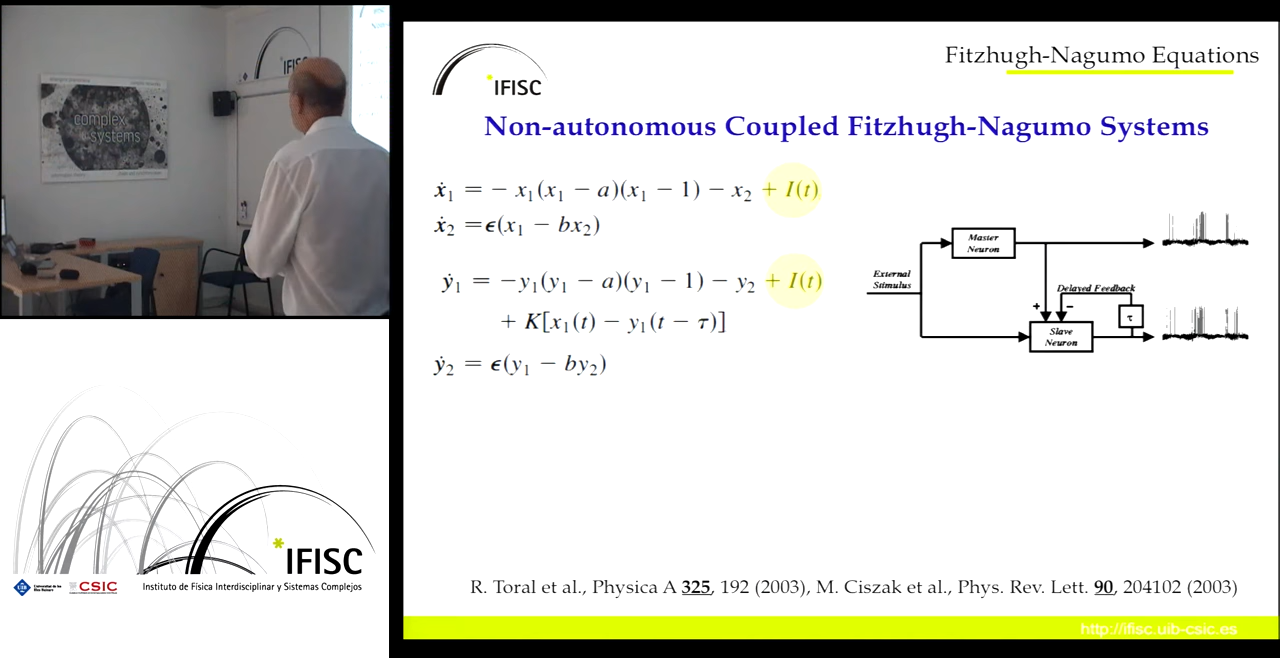 complex
systems
IFISC
IFISC
Fitzhugh-Nagumo Equations
Non-autonomous Coupled Fitzhugh-Nagumo Systems
ẋ₁ = − x₁(x₁ − a)(x₁ − 1) − x₂ + I(t)
ẋ₂ = ϵ(x₁ − bx₂)
ẏ₁ = −y₁(y₁ − a)(y₁ − 1) − y₂ + I(t)
+ K[x₁(t) − y₁(t − τ)]
ẏ₂ = ϵ(y₁ − by₂)
External
Stimulus
Master
Neuron
Delayed Feedback
+ −
τ
Slave
Neuron
R. Toral et al., Physica A 325, 192 (2003), M. Ciszak et al., Phys. Rev. Lett. 90, 204102 (2003)
http://ifisc.uib-csic.es
*IFISC
UIB
CSIC
Instituto de Física Interdisciplinar y Sistemas Complejos